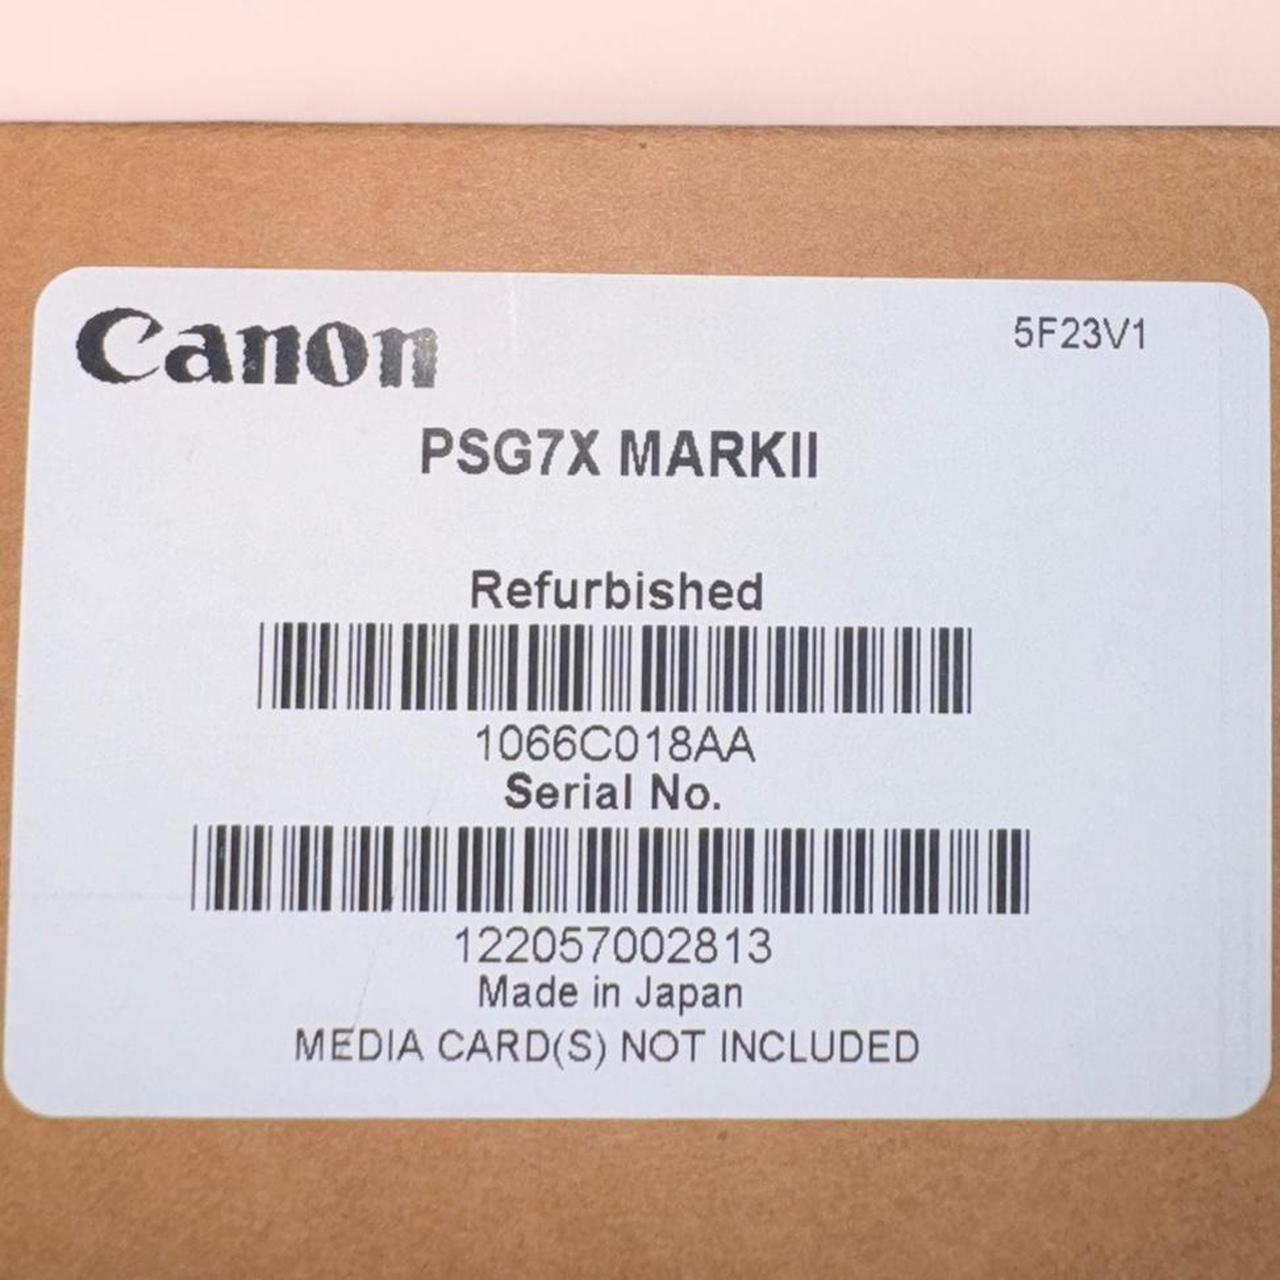 Canon
5F23V1
PSG7X MARKII
Refurbished
1066C018AA
Serial No.
122057002813
Made in Japan
MEDIA CARD(S) NOT INCLUDED